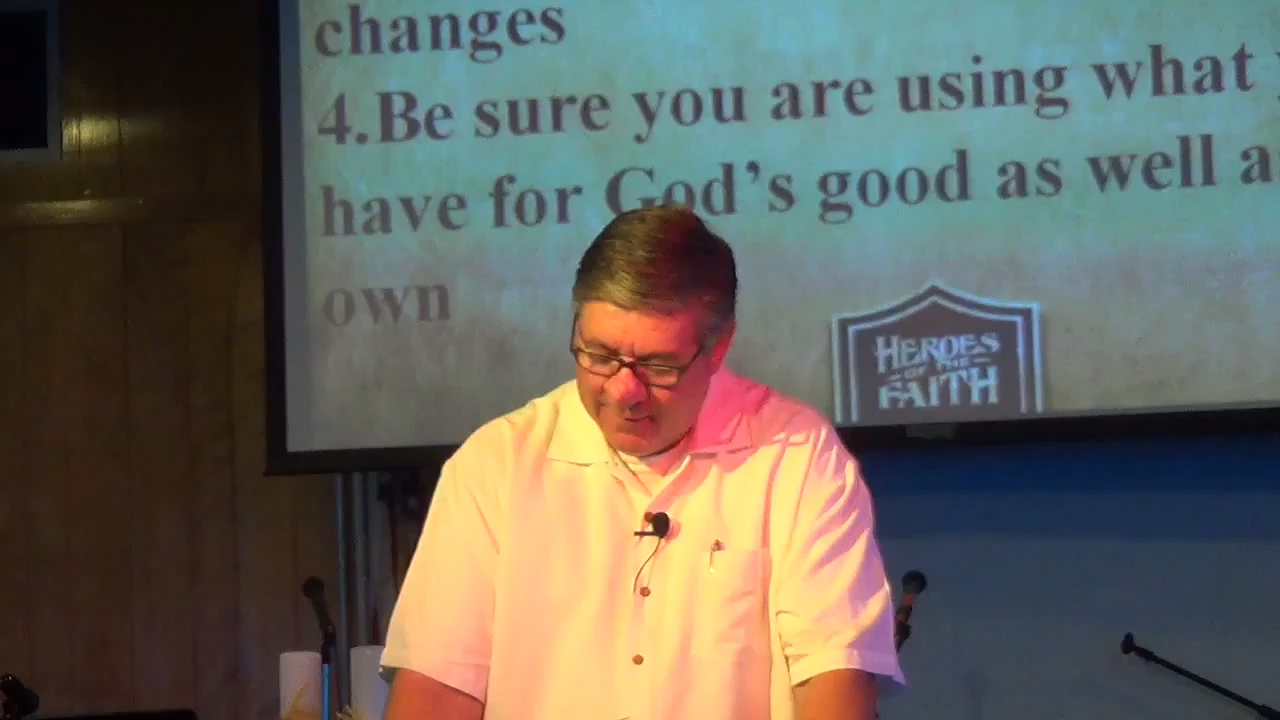 changes
4.Be sure you are using what
have for God's good as well a
own
HEROES
OF THE
FAITH